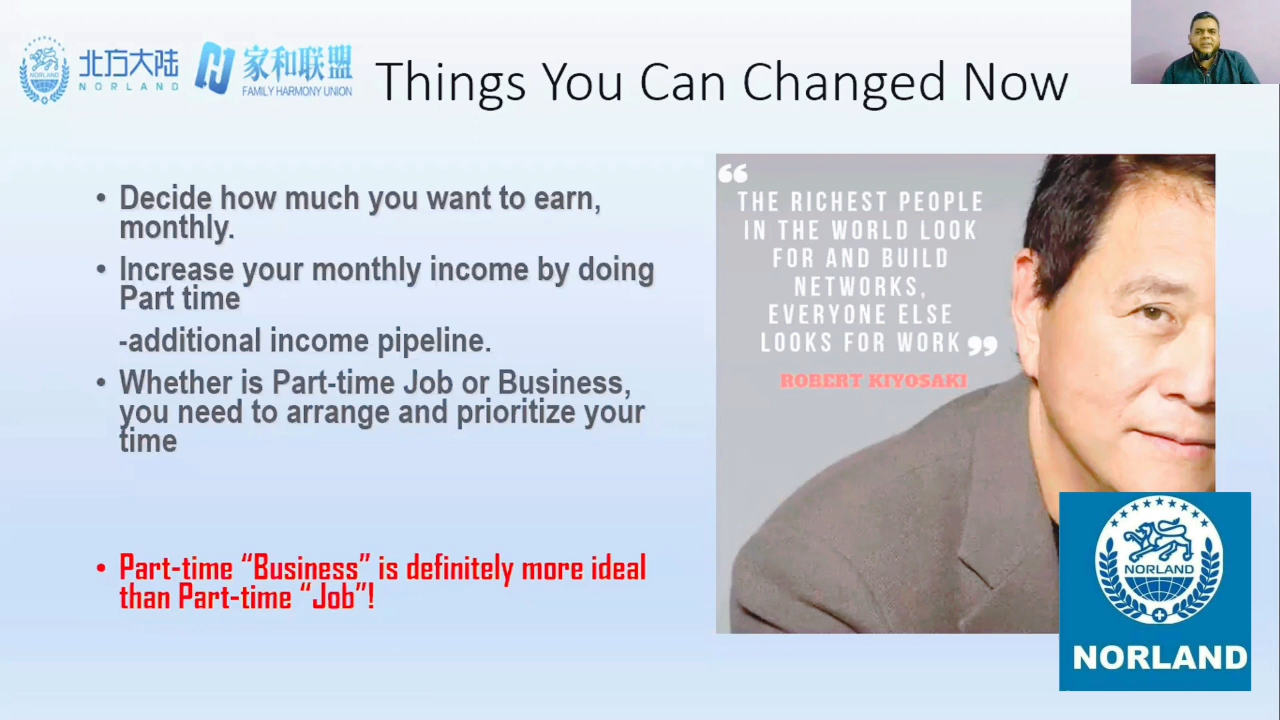 北方大陆
NORLAND
NORLAND
家和联盟
FAMILY HARMONY UNION
Things You Can Changed Now
• Decide how much you want to earn,
monthly.
• Increase your monthly income by doing
Part time
-additional income pipeline.
• Whether is Part-time Job or Business,
you need to arrange and prioritize your
time
• Part-time “Business” is definitely more ideal
than Part-time “Job”!
“
THE RICHEST PEOPLE
IN THE WORLD LOOK
FOR AND BUILD
NETWORKS,
EVERYONE ELSE
LOOKS FOR WORK ”
ROBERT KIYOSAKI
NORLAND
NORLAND